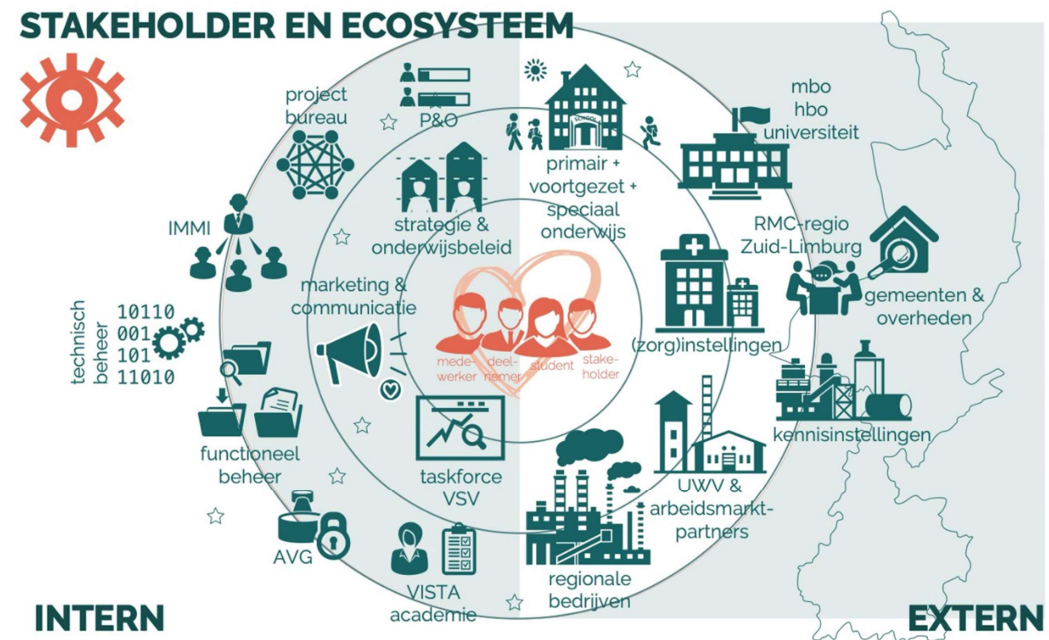 STAKEHOLDER EN ECOSYSTEEM
project
bureau
P&O
SCHOOL
primair +
voortgezet +
speciaal
onderwijs
mbo
hbo
universiteit
IMMI
strategie &
onderwijsbeleid
RMC-regio
Zuid-Limburg
marketing &
communicatie
gemeenten &
overheden
technisch
beheer
10110
001
101
11010
(zorg)instellingen
mede-
werker
deel-
nemer
student
stake-
holder
kennisinstellingen
functioneel
beheer
taskforce
VSV
UWV &
arbeidsmarkt-
partners
AVG
VISTA
academie
regionale
bedrijven
INTERN
EXTERN